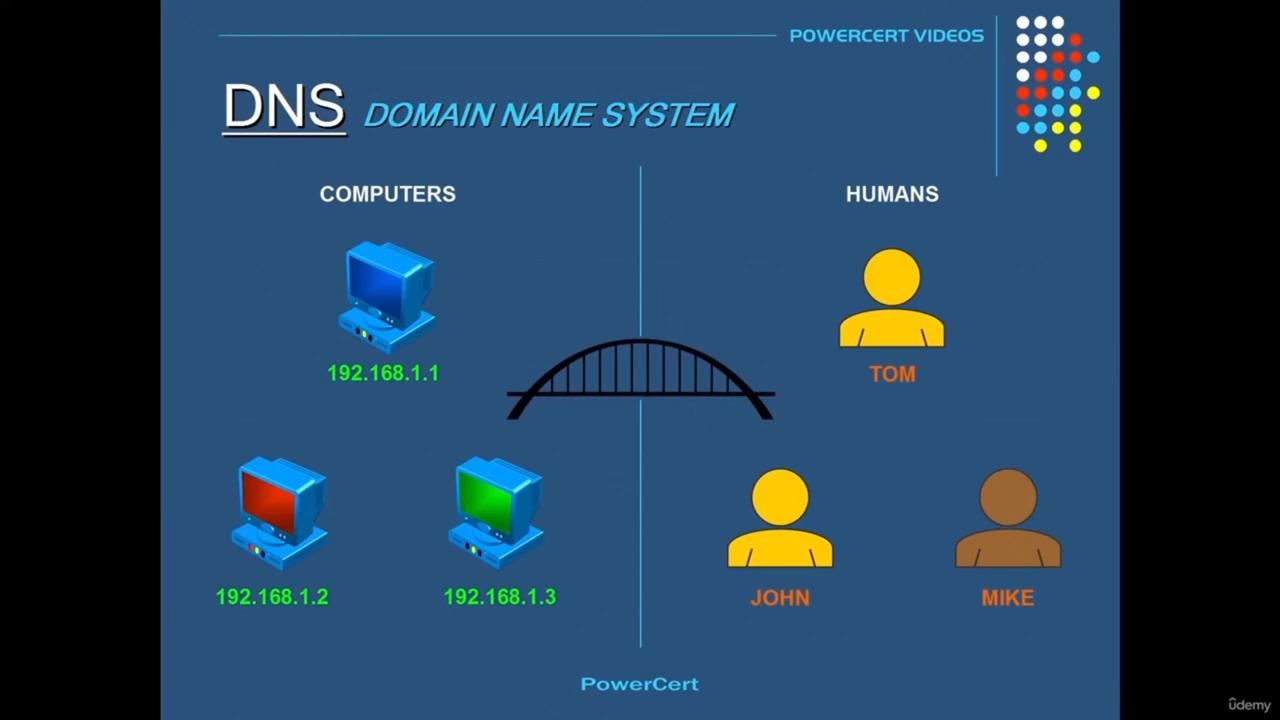 POWERCERT VIDEOS
DNS DOMAIN NAME SYSTEM
COMPUTERS
HUMANS
192.168.1.1
TOM
192.168.1.2
192.168.1.3
JOHN
MIKE
PowerCert
ûdemy